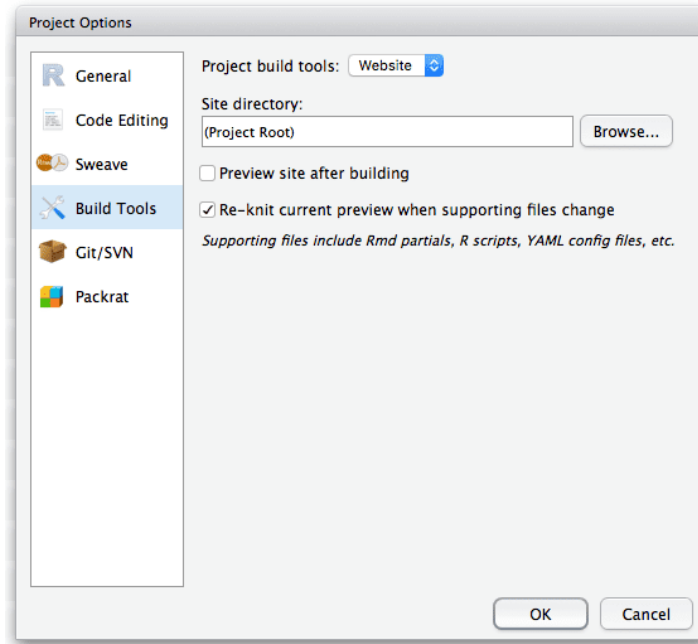 Project Options
General
Code Editing
Sweave
Build Tools
Git/SVN
Packrat
Project build tools: Website
Site directory:
(Project Root) Browse...
Preview site after building
Re-knit current preview when supporting files change
Supporting files include Rmd partials, R scripts, YAML config files, etc.
OK Cancel